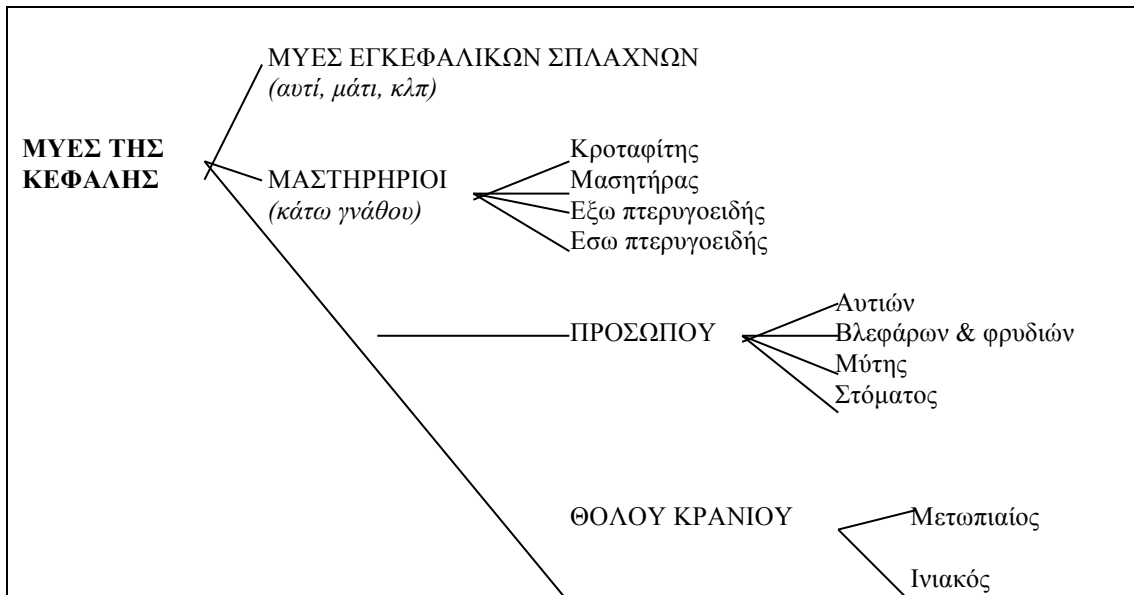 ΜΥΕΣ ΕΓΚΕΦΑΛΙΚΩΝ ΣΠΛΑΧΝΩΝ
(αυτί, μάτι, κλπ)
ΜΥΕΣ ΤΗΣ
ΚΕΦΑΛΗΣ
ΜΑΣΤΗΡΗΡΙΟΙ
(κάτω γνάθου)
Κροταφίτης
Μασητήρας
Εξω πτερυγοειδής
Εσω πτερυγοειδής
ΠΡΟΣΩΠΟΥ
Αυτιών
Βλεφάρων & φρυδιών
Μύτης
Στόματος
ΘΟΛΟΥ ΚΡΑΝΙΟΥ
Μετωπιαίος
Ινιακός